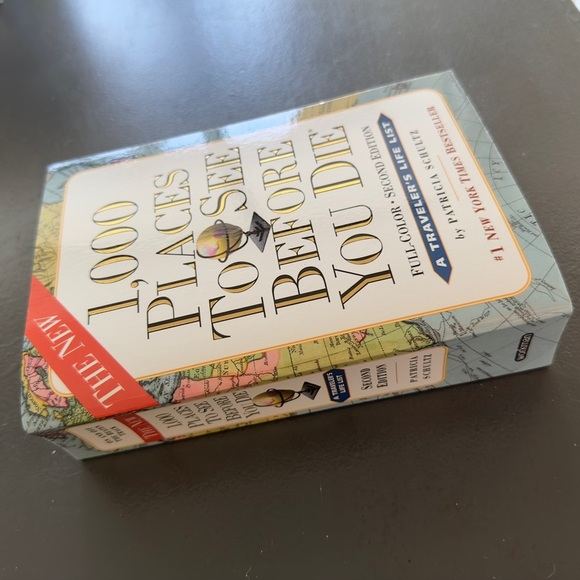 THE NEW
1,000
PLACES
TO SEE
BEFORE
YOU DIE
FULL-COLOR • SECOND EDITION
A TRAVELER'S LIFE LIST
by PATRICIA SCHULTZ
#1 NEW YORK TIMES BESTSELLER
THE NEW
1,000
PLACES
TO SEE
BEFORE
YOU DIE
A TRAVELER'S
LIFE LIST
SECOND
EDITION
PATRICIA
SCHULTZ
WORKMAN